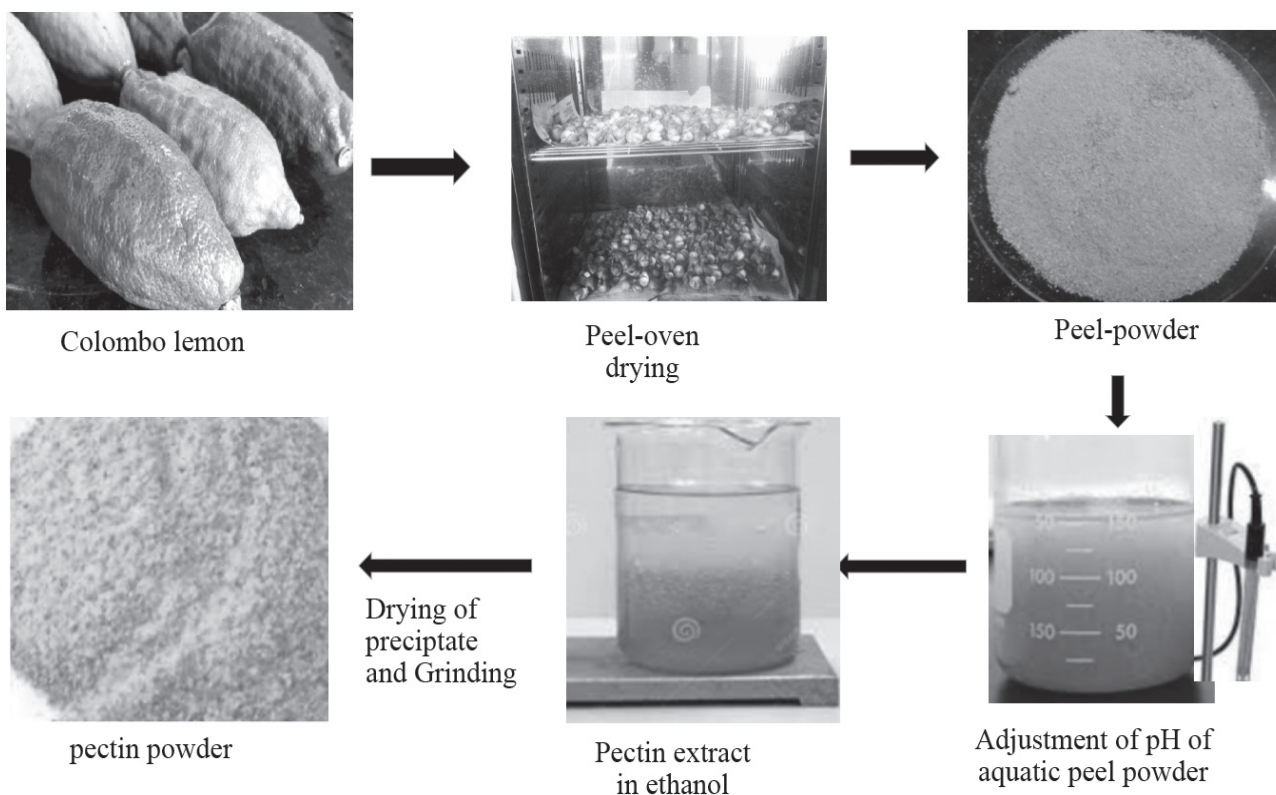 Colombo lemon
Peel-oven
drying
Peel-powder
50 150
100 100
150 50
Adjustment of pH of
aquatic peel powder
Pectin extract
in ethanol
Drying of
preciptate
and Grinding
pectin powder